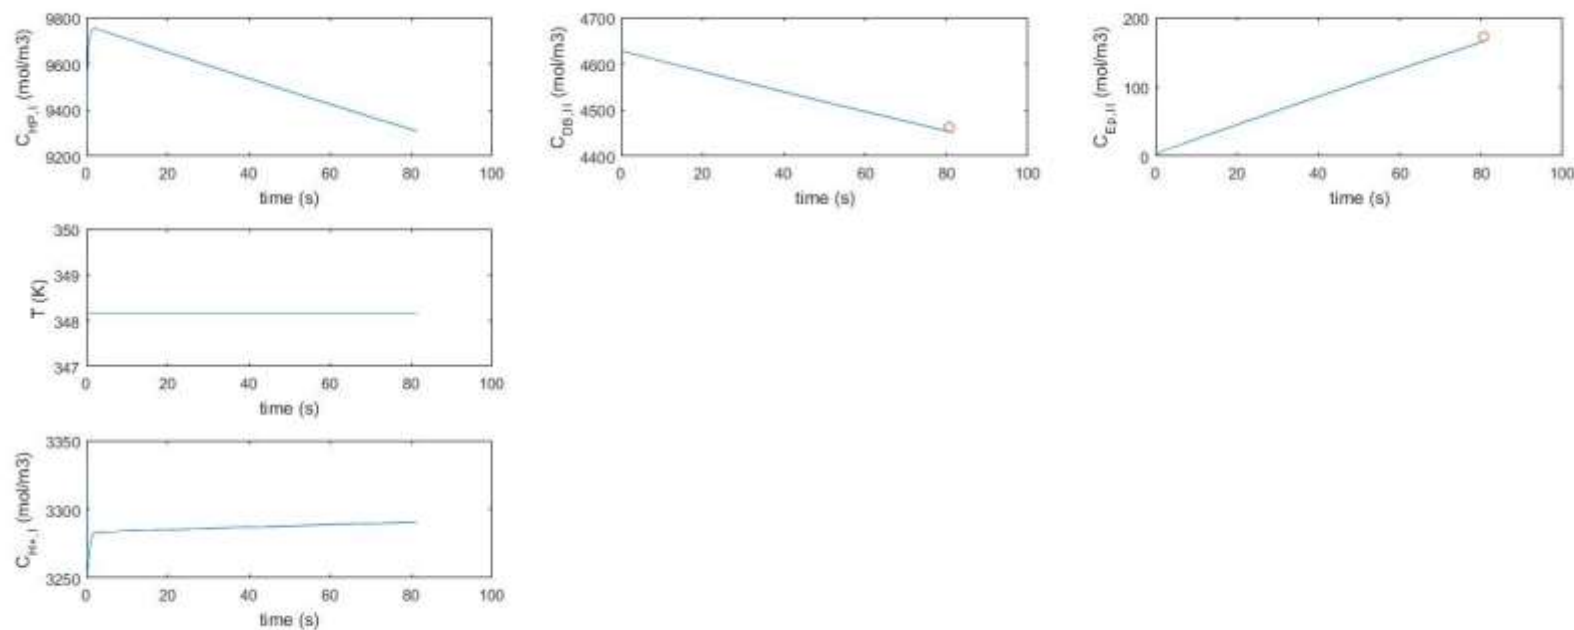 C_HP,I (mol/m3)
9800
9600
9400
9200
0 20 40 60 80 100
time (s)
C_DB,II (mol/m3)
4700
4600
4500
4400
0 20 40 60 80 100
time (s)
C_Ep,II (mol/m3)
200
100
0
0 20 40 60 80 100
time (s)
T (K)
350
349
348
347
0 20 40 60 80 100
time (s)
C_H+,I (mol/m3)
3350
3300
3250
0 20 40 60 80 100
time (s)